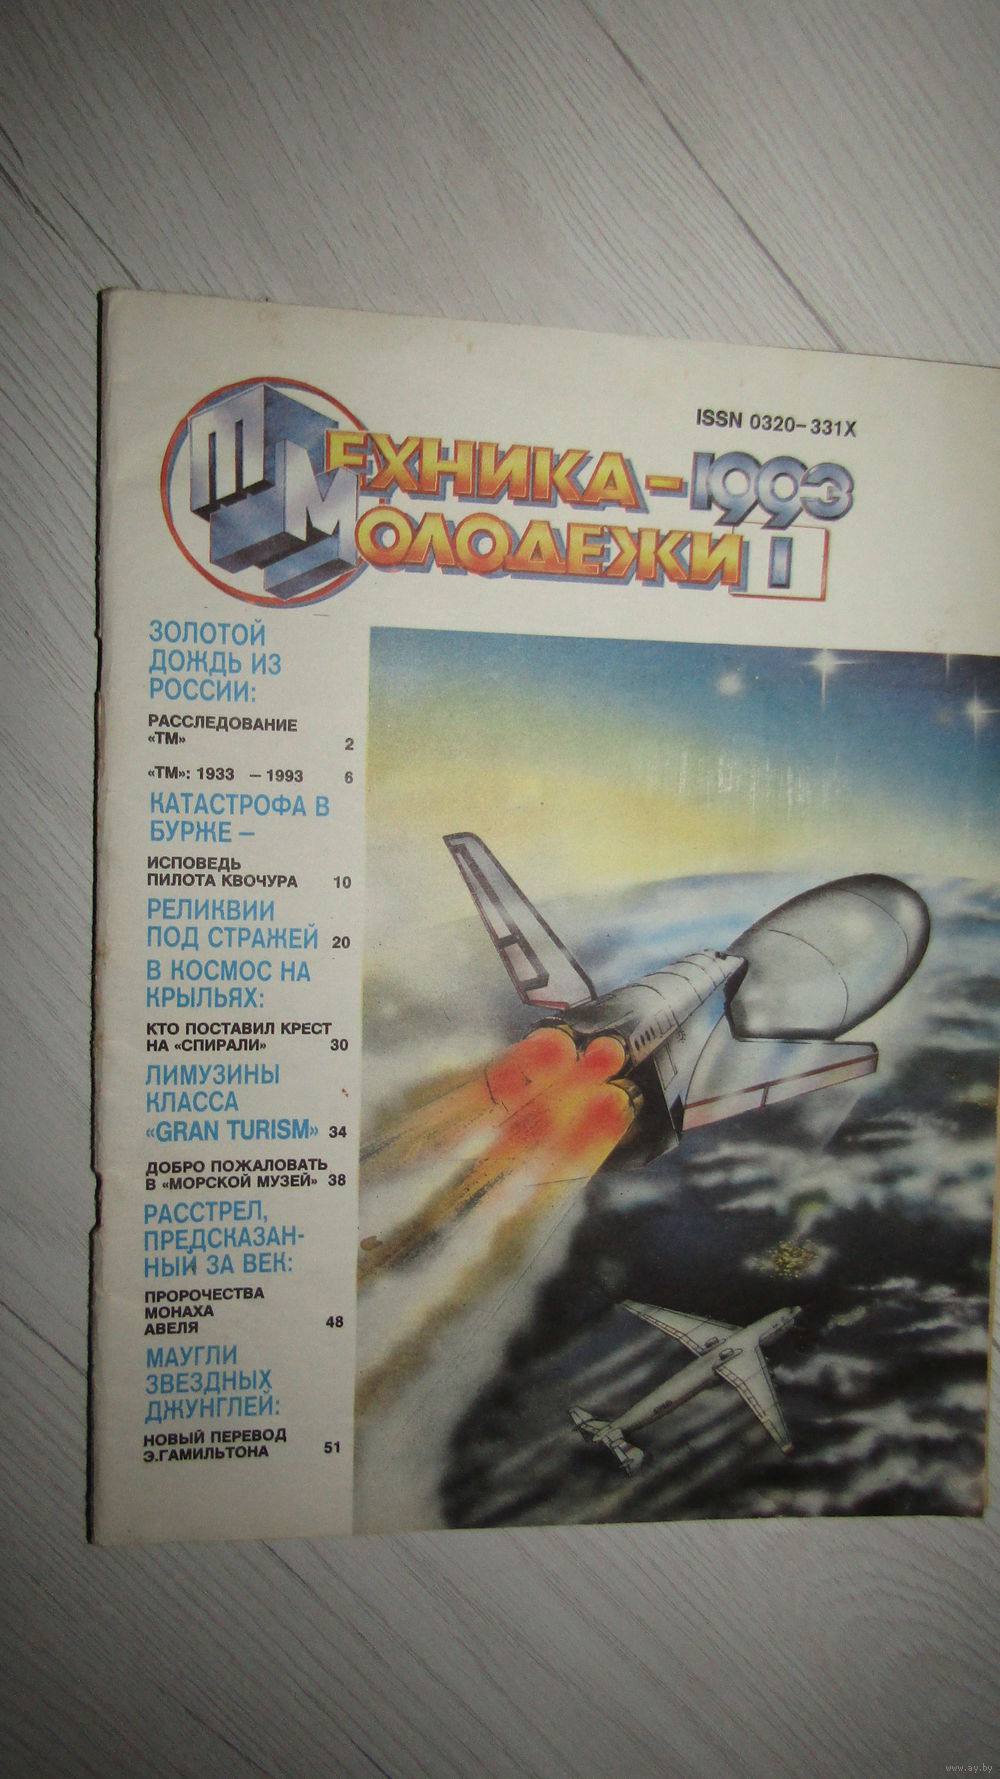 ISSN 0320-331X
ТЕХНИКА - 1993
МОЛОДЕЖИ 1
ЗОЛОТОЙ
ДОЖДЬ ИЗ
РОССИИ:
РАССЛЕДОВАНИЕ
«ТМ» 2
«ТМ»: 1933 – 1993 6
КАТАСТРОФА В
БУРЖЕ –
ИСПОВЕДЬ
ПИЛОТА КВОЧУРА 10
РЕЛИКВИИ
ПОД СТРАЖЕЙ 20
В КОСМОС НА
КРЫЛЬЯХ:
КТО ПОСТАВИЛ КРЕСТ
НА «СПИРАЛИ» 30
ЛИМУЗИНЫ
КЛАССА
«GRAN TURISM» 34
ДОБРО ПОЖАЛОВАТЬ
В «МОРСКОЙ МУЗЕЙ» 38
РАССТРЕЛ,
ПРЕДСКАЗАН-
НЫЙ ЗА ВЕК:
ПРОРОЧЕСТВА
МОНАХА
АВЕЛЯ 48
МАУГЛИ
ЗВЕЗДНЫХ
ДЖУНГЛЕЙ:
НОВЫЙ ПЕРЕВОД
Э.ГАМИЛЬТОНА 51
www.ay.by